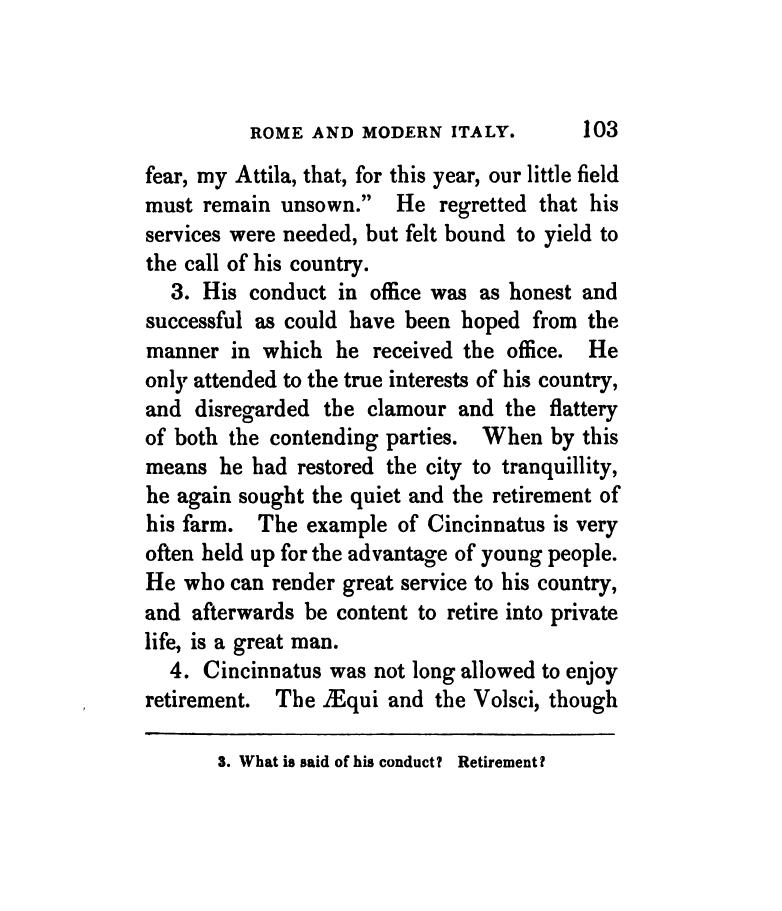 ROME AND MODERN ITALY. 103
fear, my Attila, that, for this year, our little field
must remain unsown.” He regretted that his
services were needed, but felt bound to yield to
the call of his country.
3. His conduct in office was as honest and
successful as could have been hoped from the
manner in which he received the office. He
only attended to the true interests of his country,
and disregarded the clamour and the flattery
of both the contending parties. When by this
means he had restored the city to tranquillity,
he again sought the quiet and the retirement of
his farm. The example of Cincinnatus is very
often held up for the advantage of young people.
He who can render great service to his country,
and afterwards be content to retire into private
life, is a great man.
4. Cincinnatus was not long allowed to enjoy
retirement. The Æqui and the Volsci, though
3. What is said of his conduct? Retirement?